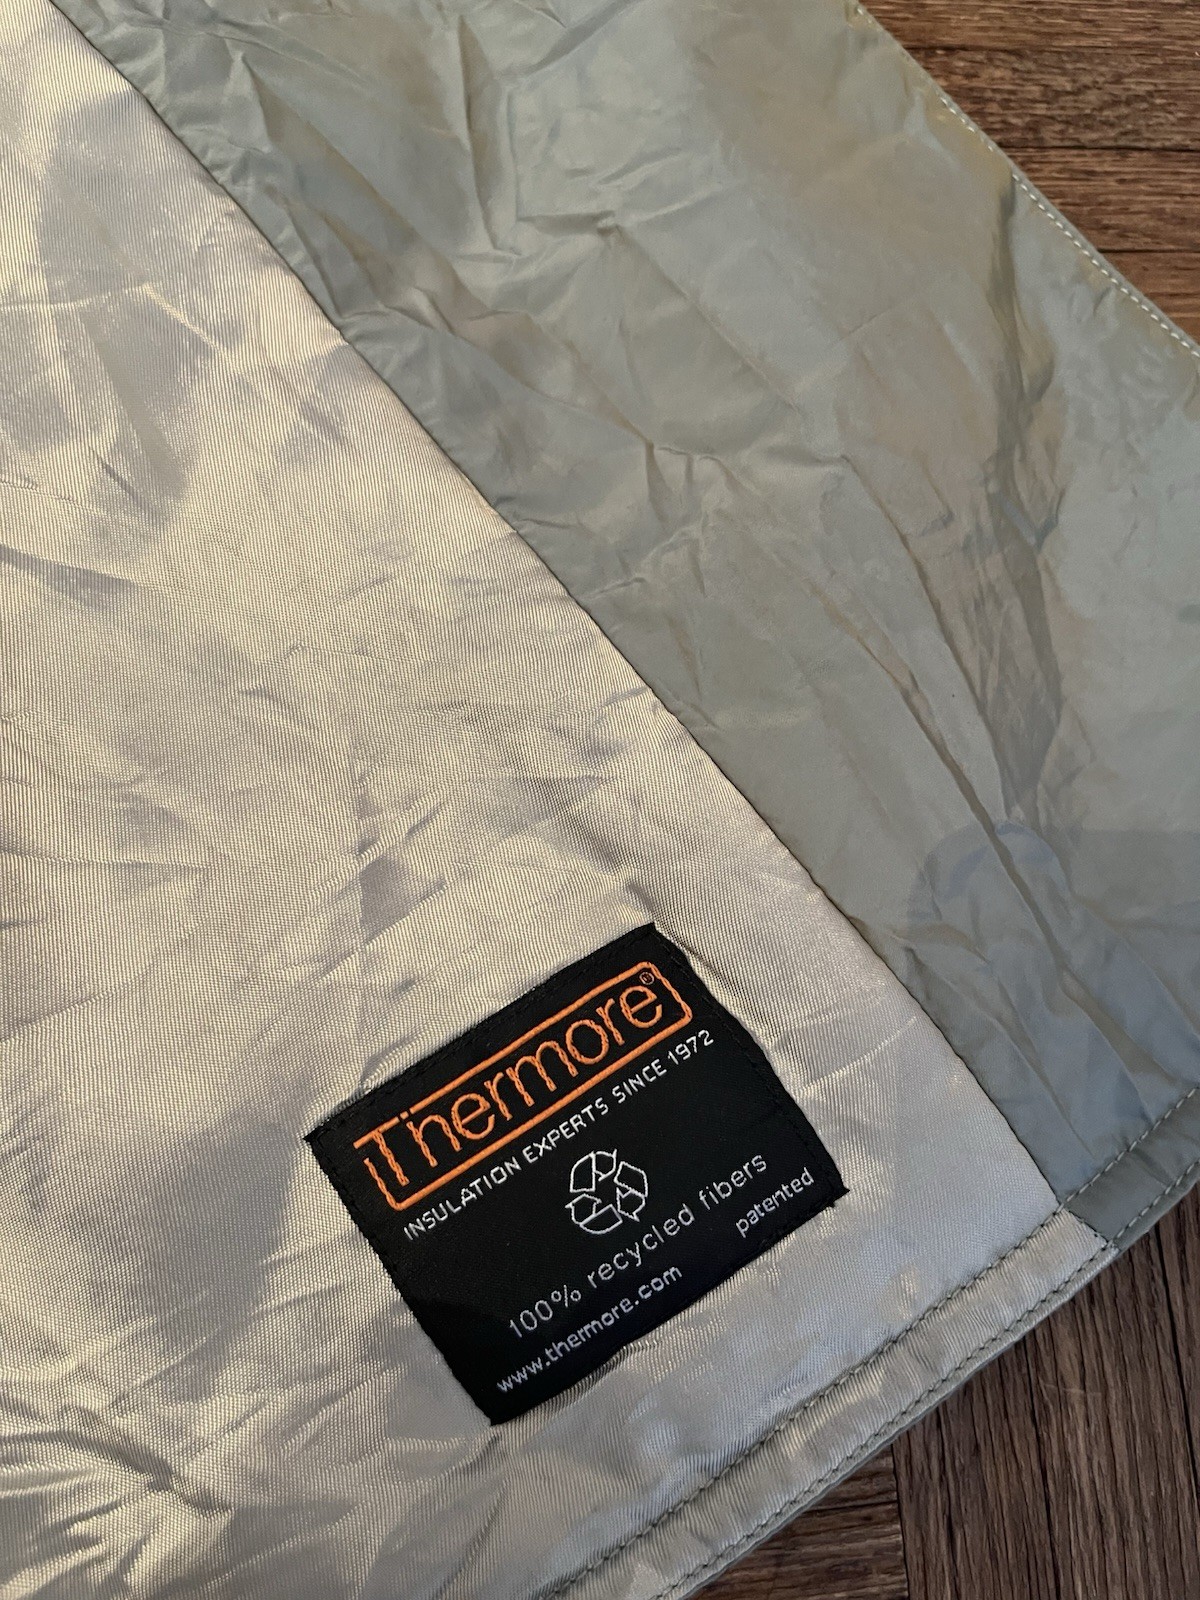 Thermore®
INSULATION EXPERTS SINCE 1972
100% recycled fibers
patented
www.thermore.com